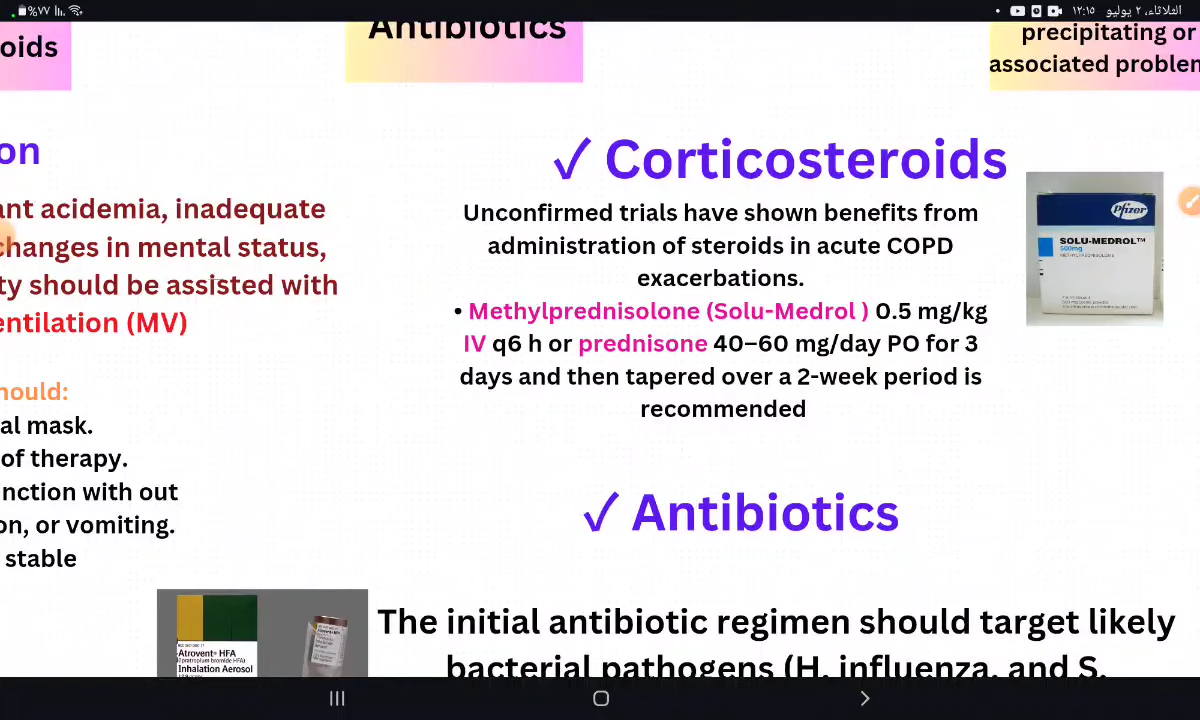 %٧٧
١٢:١٥ الثلاثاء، ٢ يوليو
oids
Antibiotics
precipitating or
associated problem
on
ant acidemia, inadequate
changes in mental status,
ty should be assisted with
entilation (MV)
hould:
al mask.
of therapy.
nction with out
on, or vomiting.
stable
✓ Corticosteroids
Unconfirmed trials have shown benefits from
administration of steroids in acute COPD
exacerbations.
• Methylprednisolone (Solu-Medrol ) 0.5 mg/kg
IV q6 h or prednisone 40–60 mg/day PO for 3
days and then tapered over a 2-week period is
recommended
Pfizer
SOLU-MEDROL™
500mg
✓ Antibiotics
The initial antibiotic regimen should target likely
bacterial pathogens (H. influenza, and S.
Atrovent® HFA
(ipratropium bromide HFA)
Inhalation Aerosol